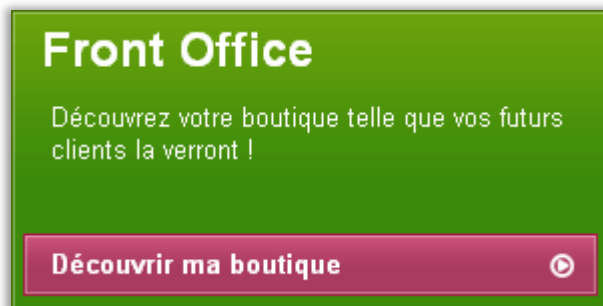 Front Office
Découvrez votre boutique telle que vos futurs
clients la verront !
Découvrir ma boutique